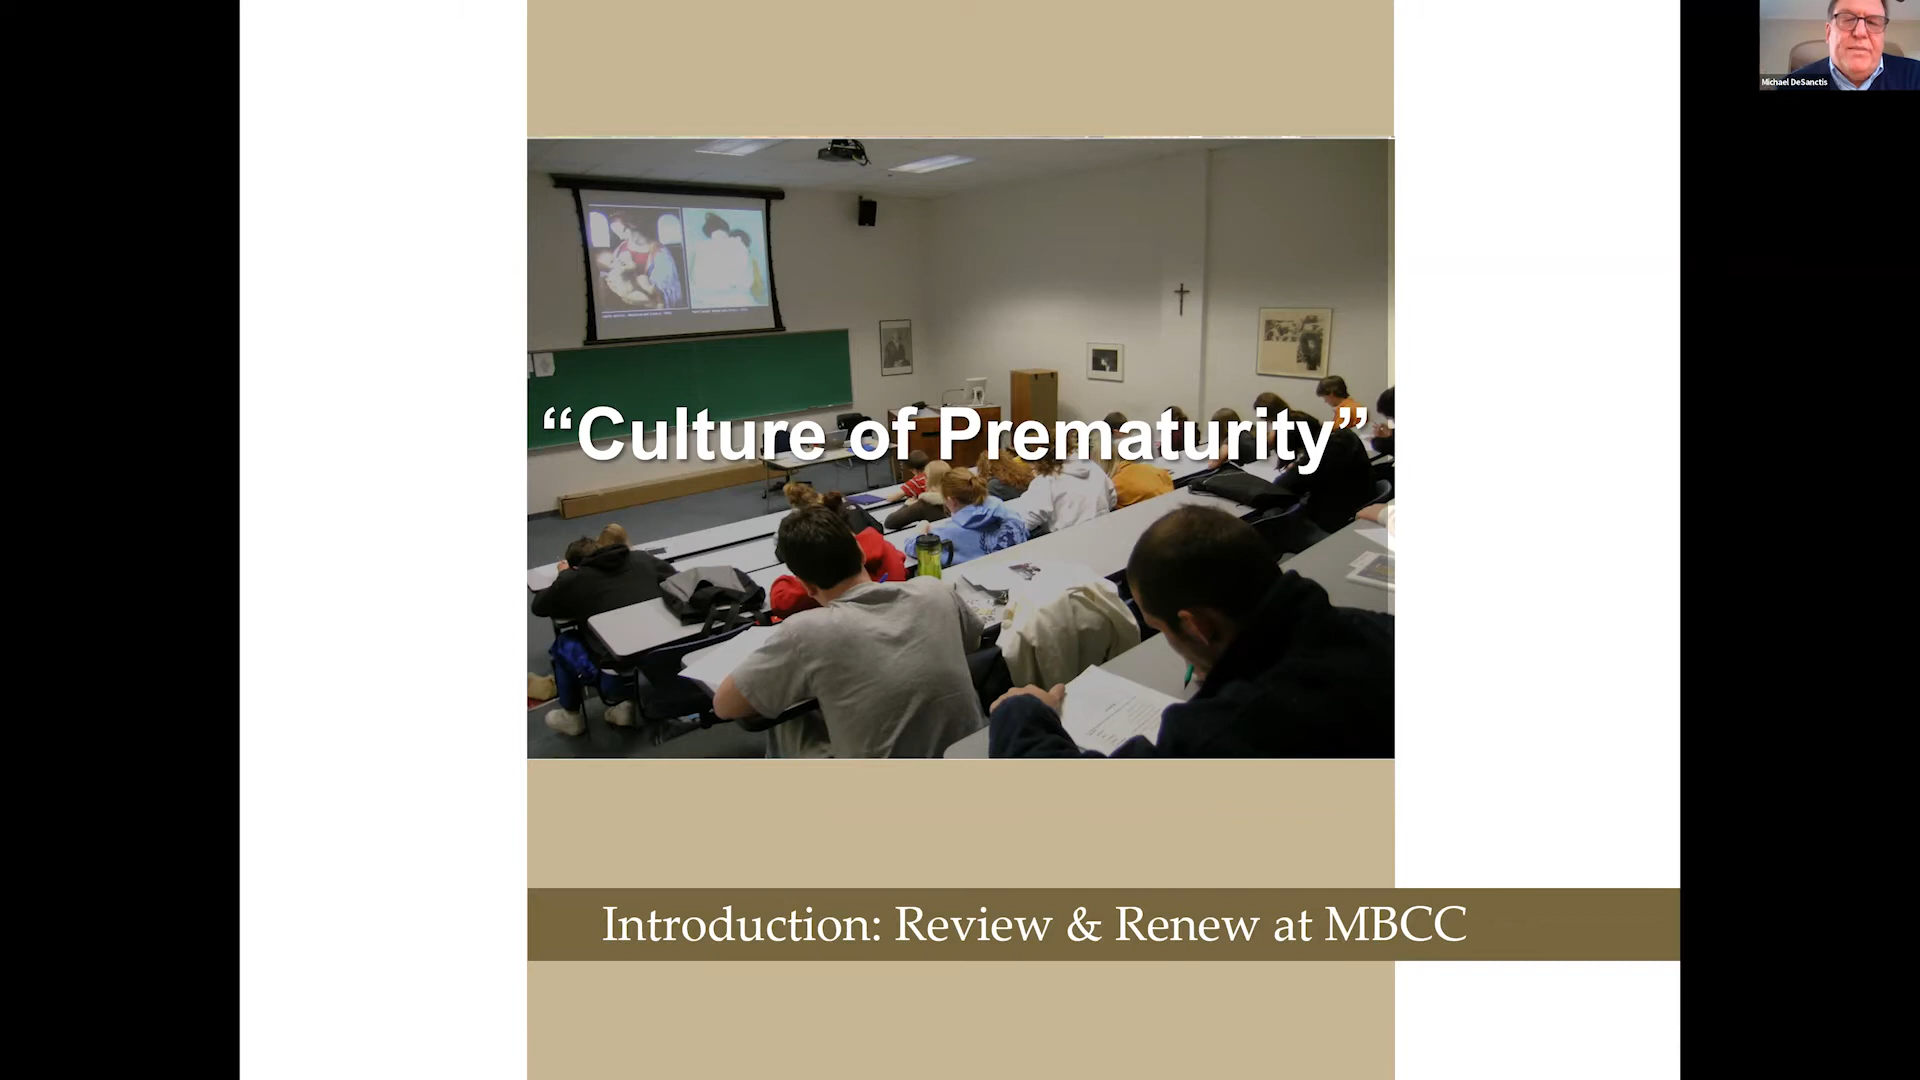 Michael DeSanctis
“Culture of Prematurity”
Introduction: Review & Renew at MBCC